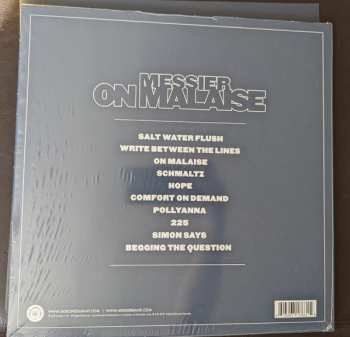 MESSIER
ON MALAISE
SALT WATER FLUSH
WRITE BETWEEN THE LINES
ON MALAISE
SCHMALTZ
HOPE
COMFORT ON DEMAND
POLLYANNA
225
SIMON SAYS
BEGGING THE QUESTION